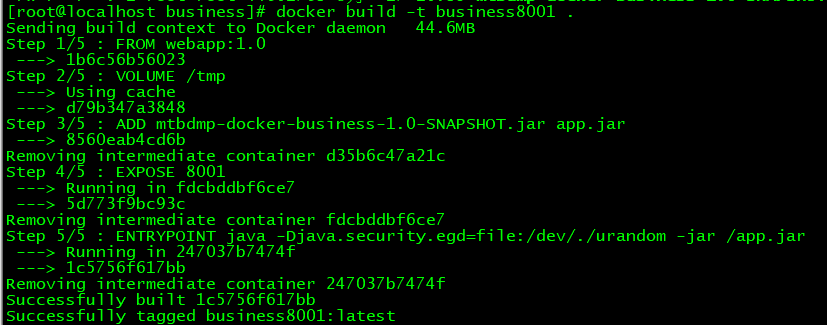 [root@localhost business]# docker build -t business8001 .
Sending build context to Docker daemon   44.6MB
Step 1/5 : FROM webapp:1.0
 ---> 1b6c56b56023
Step 2/5 : VOLUME /tmp
 ---> Using cache
 ---> d79b347a3848
Step 3/5 : ADD mtbdmp-docker-business-1.0-SNAPSHOT.jar app.jar
 ---> 8560eab4cd6b
Removing intermediate container d35b6c47a21c
Step 4/5 : EXPOSE 8001
 ---> Running in fdcbddbf6ce7
 ---> 5d773f9bc93c
Removing intermediate container fdcbddbf6ce7
Step 5/5 : ENTRYPOINT java -Djava.security.egd=file:/dev/./urandom -jar /app.jar
 ---> Running in 247037b7474f
 ---> 1c5756f617bb
Removing intermediate container 247037b7474f
Successfully built 1c5756f617bb
Successfully tagged business8001:latest